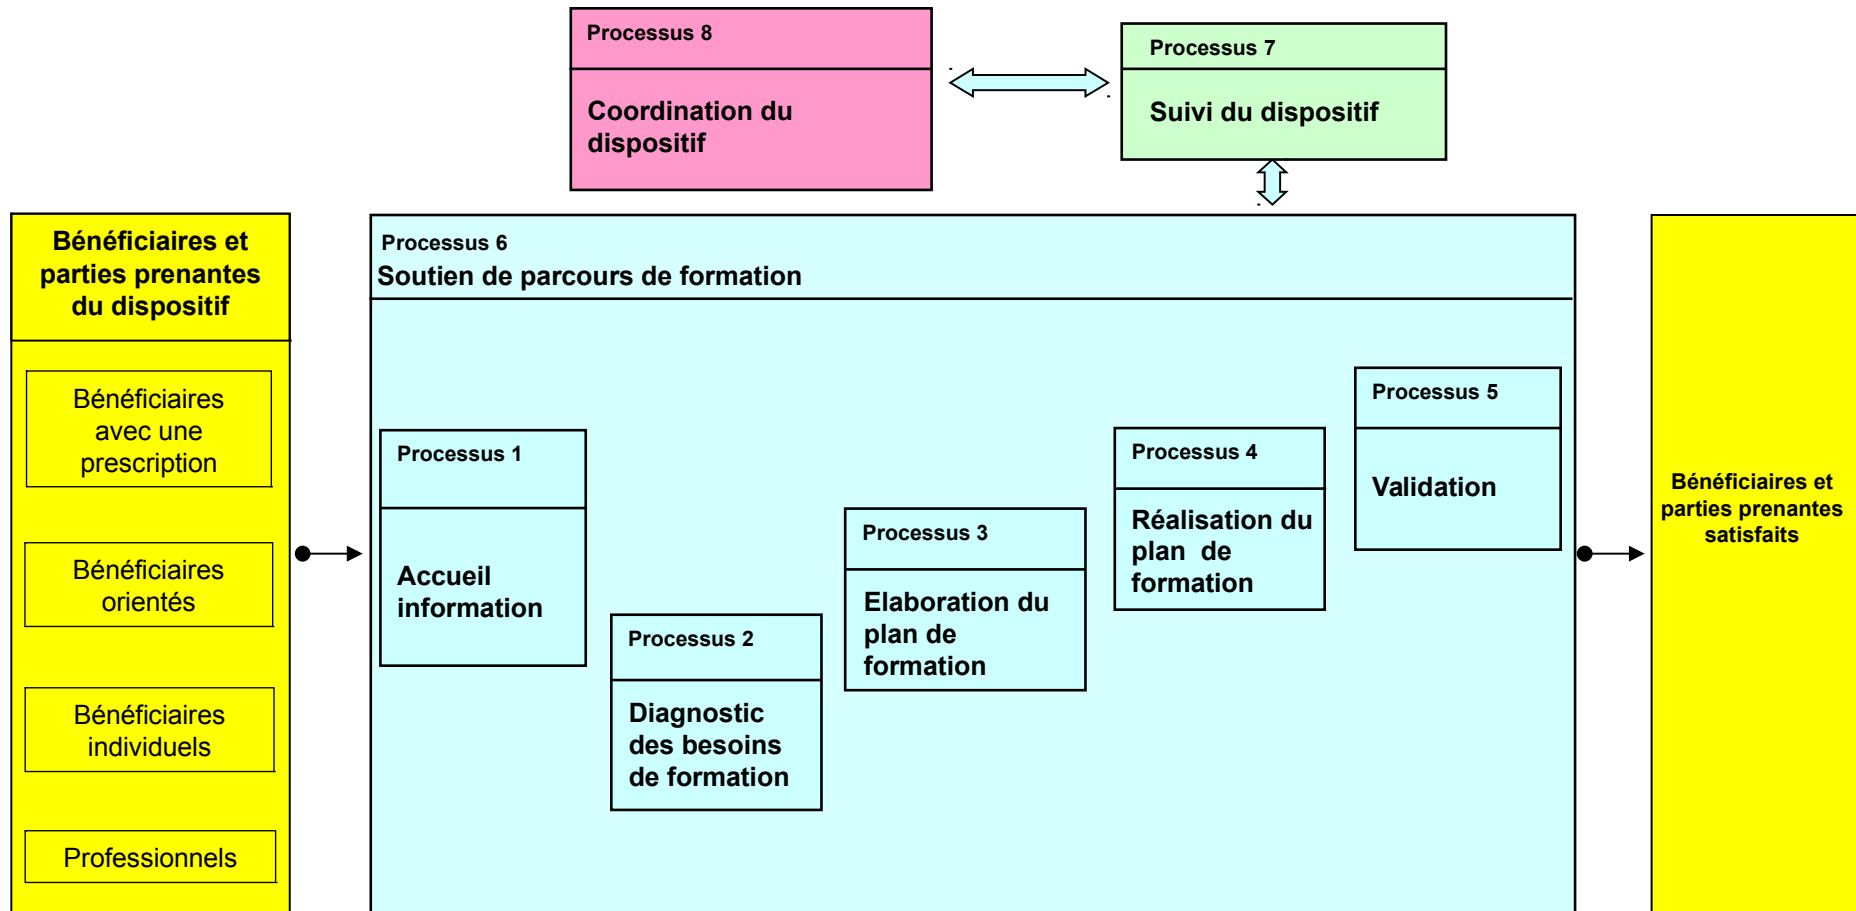 Processus 8
Coordination du
dispositif
Processus 7
Suivi du dispositif
Bénéficiaires et
parties prenantes
du dispositif
Bénéficiaires
avec une
prescription
Bénéficiaires
orientés
Bénéficiaires
individuels
Professionnels
Processus 6
Soutien de parcours de formation
Processus 1
Accueil
information
Processus 2
Diagnostic
des besoins
de formation
Processus 3
Elaboration du
plan de
formation
Processus 4
Réalisation du
plan de
formation
Processus 5
Validation
Bénéficiaires et
parties prenantes
satisfaits